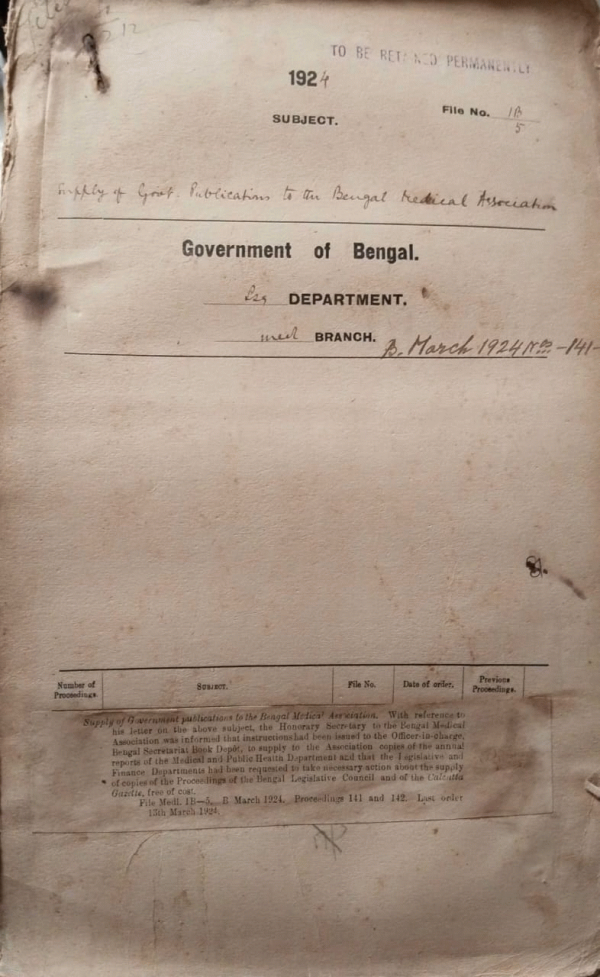 TO BE RETAINED PERMANENTLY
1924
File No. 1B/5
SUBJECT.
Supply of Govt. Publications to the Bengal Medical Association
Government of Bengal.
DEPARTMENT.
BRANCH.
B. March 1924 Nos – 141 –
Number of Proceedings.
SUBJECT.
File No.
Date of order.
Previous Proceedings.
Supply of Government publications to the Bengal Medical Association. With reference to
his letter on the above subject, the Honorary Secretary to the Bengal Medical
Association was informed that instructions had been issued to the Officer-in-charge,
Bengal Secretariat Book Depôt, to supply to the Association copies of the annual
reports of the Medical and Public Health Department and that the Legislative and
Finance Departments had been requested to take necessary action about the supply
of copies of the Proceedings of the Bengal Legislative Council and of the Calcutta
Gazette, free of cost.
File Medl. 1B—5. B March 1924. Proceedings 141 and 142. Last order
13th March 1924.